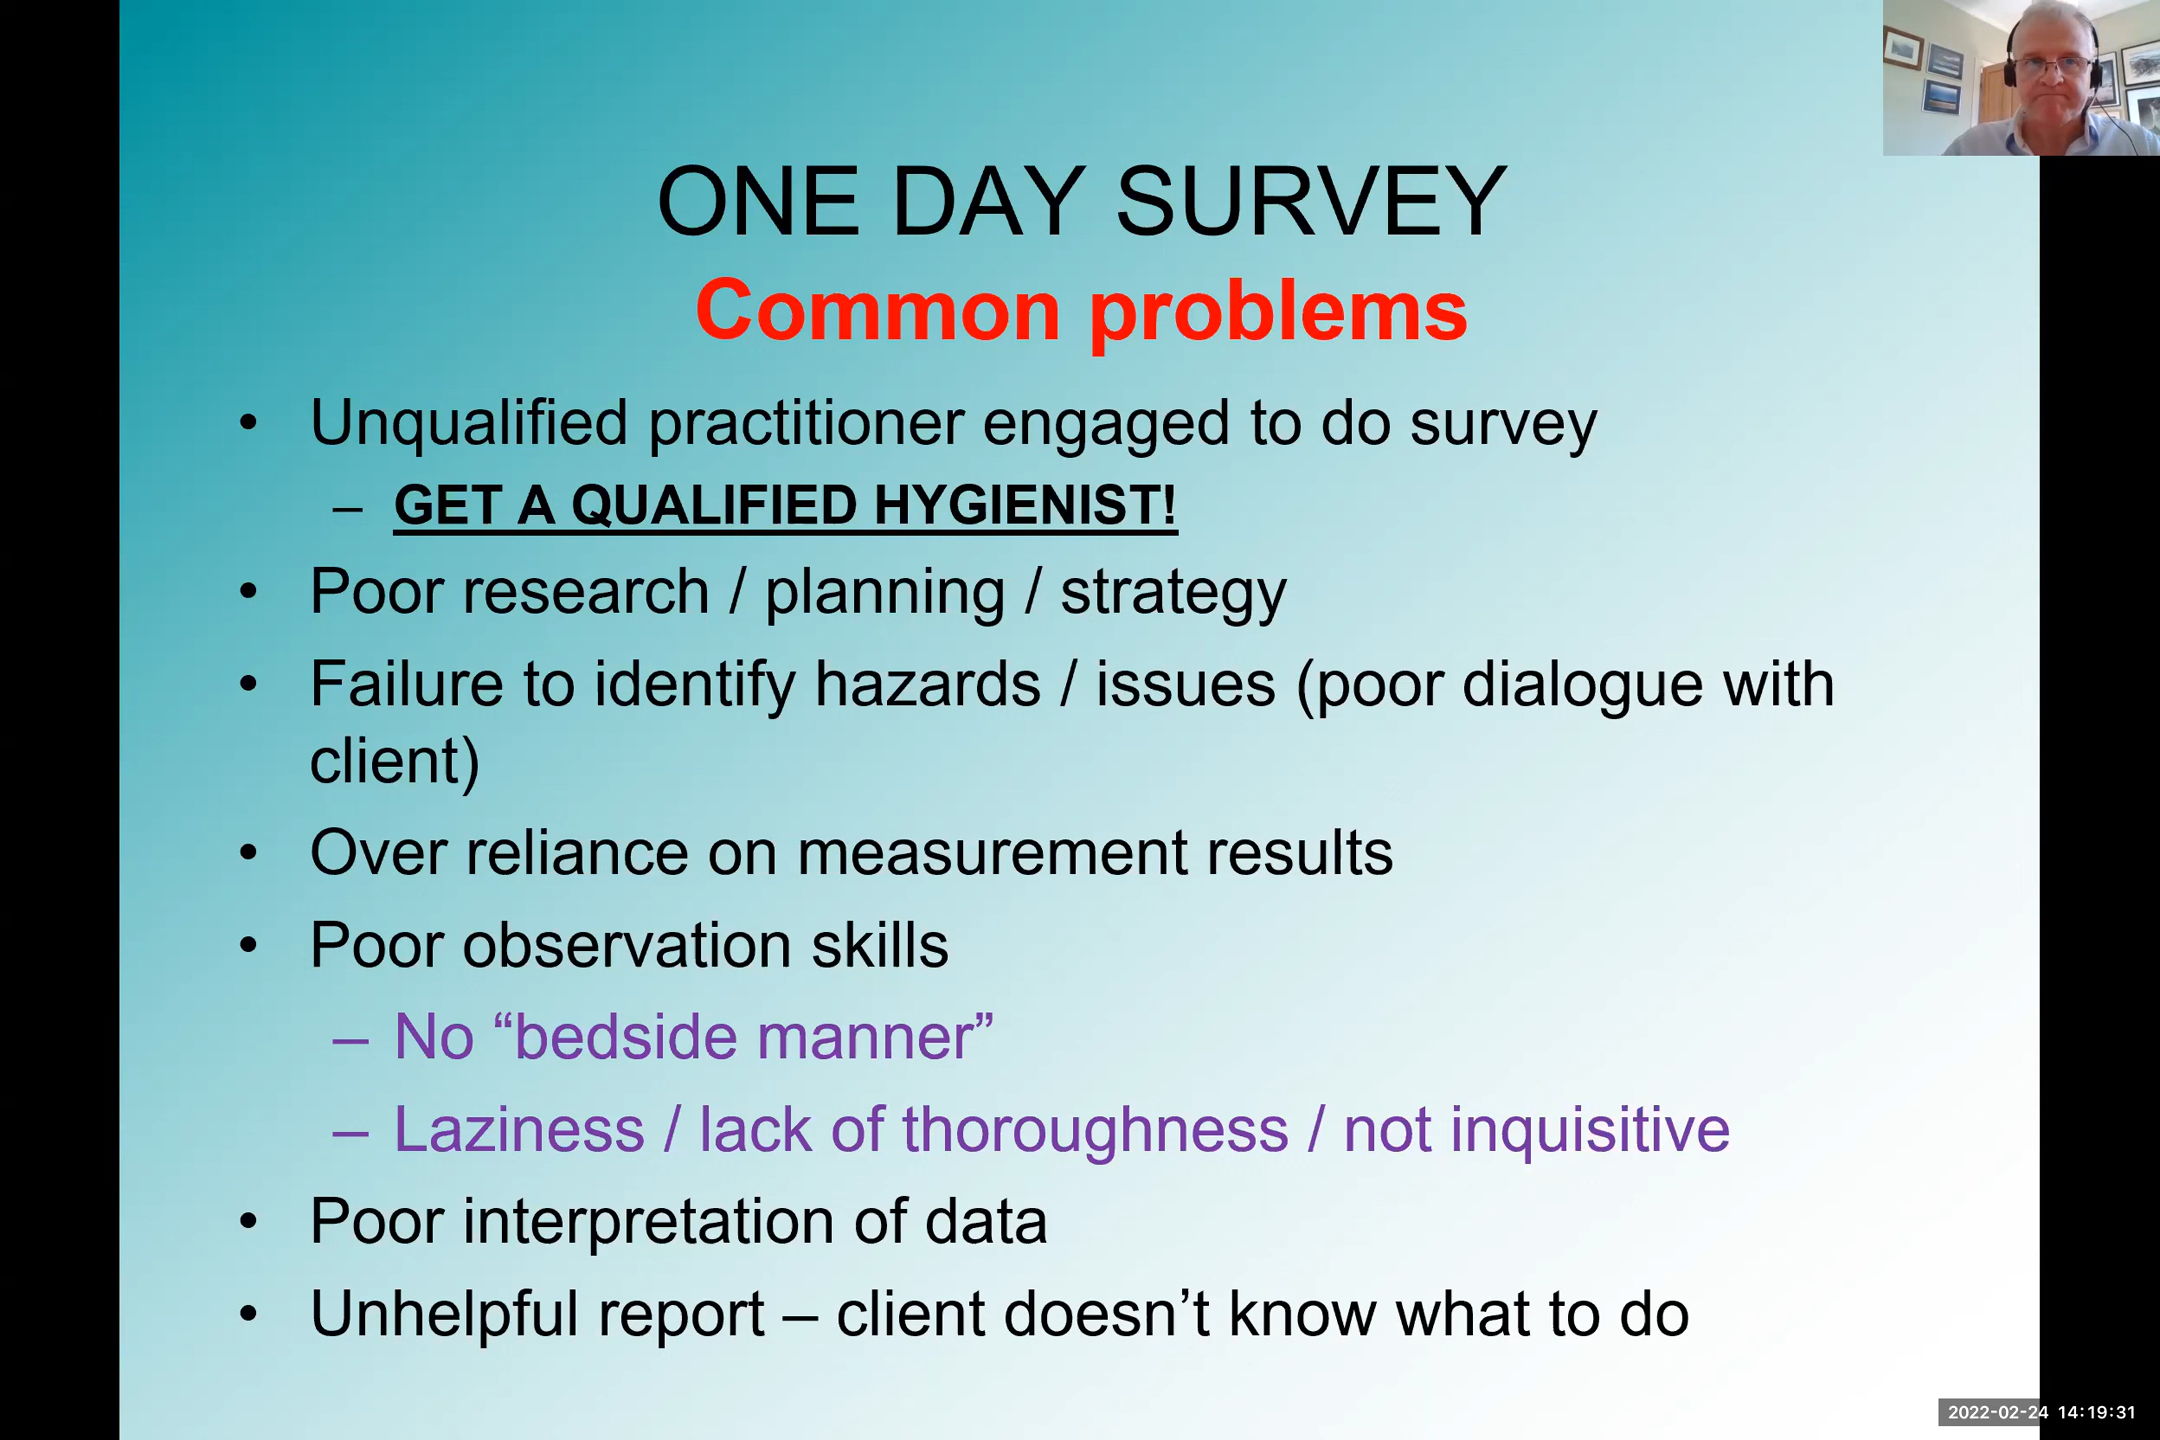 ONE DAY SURVEY
Common problems
• Unqualified practitioner engaged to do survey
– GET A QUALIFIED HYGIENIST!
• Poor research / planning / strategy
• Failure to identify hazards / issues (poor dialogue with
client)
• Over reliance on measurement results
• Poor observation skills
– No “bedside manner”
– Laziness / lack of thoroughness / not inquisitive
• Poor interpretation of data
• Unhelpful report – client doesn’t know what to do
2022-02-24 14:19:31